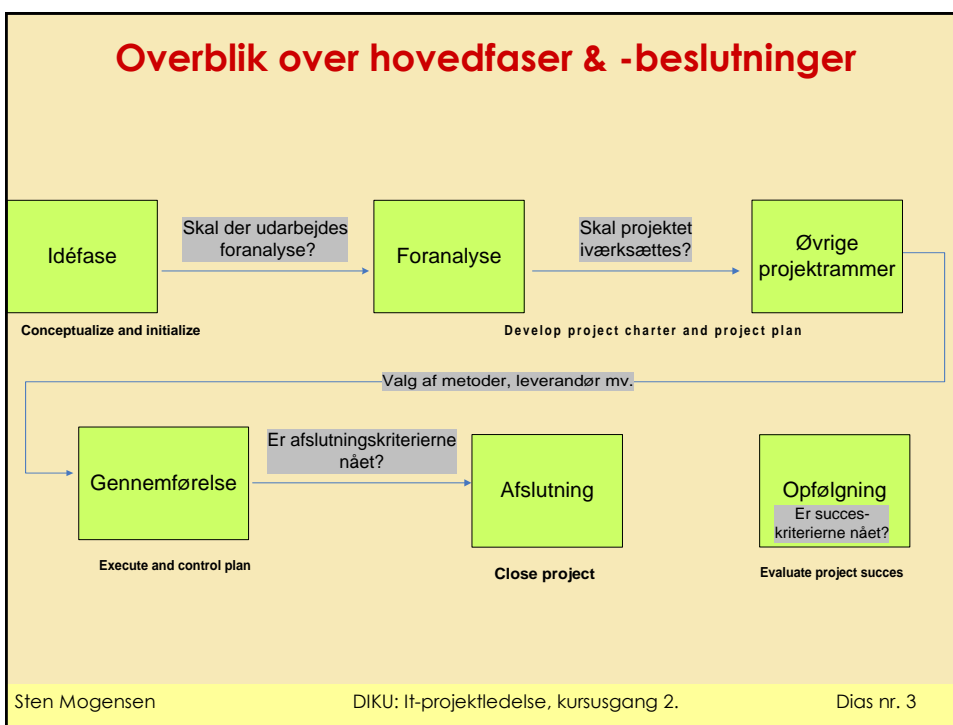 Overblik over hovedfaser & -beslutninger
Idéfase
Skal der udarbejdes
foranalyse?
Foranalyse
Skal projektet
iværksættes?
Øvrige
projektrammer
Conceptualize and initialize
Develop project charter and project plan
Valg af metoder, leverandør mv.
Gennemførelse
Er afslutningskriterierne
nået?
Afslutning
Opfølgning
Er succes-
kriterierne nået?
Execute and control plan
Close project
Evaluate project succes
Sten Mogensen
DIKU: It-projektledelse, kursusgang 2.
Dias nr. 3